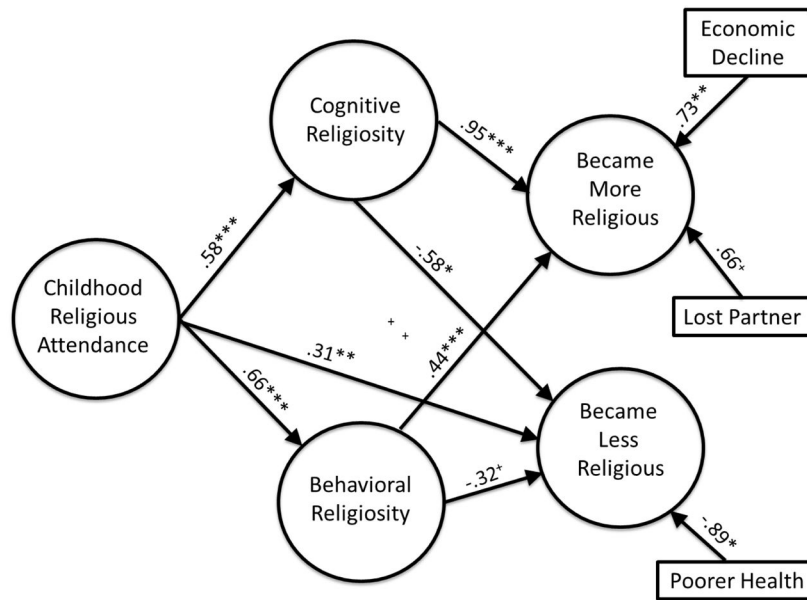 Economic
Decline
.73**
Cognitive
Religiosity
.95***
Became
More
Religious
.58***
-.58*
.66+
Childhood
Religious
Attendance
+
+
.31**
.44***
Lost Partner
.66***
Became
Less
Religious
Behavioral
Religiosity
-.32+
-.89*
Poorer Health